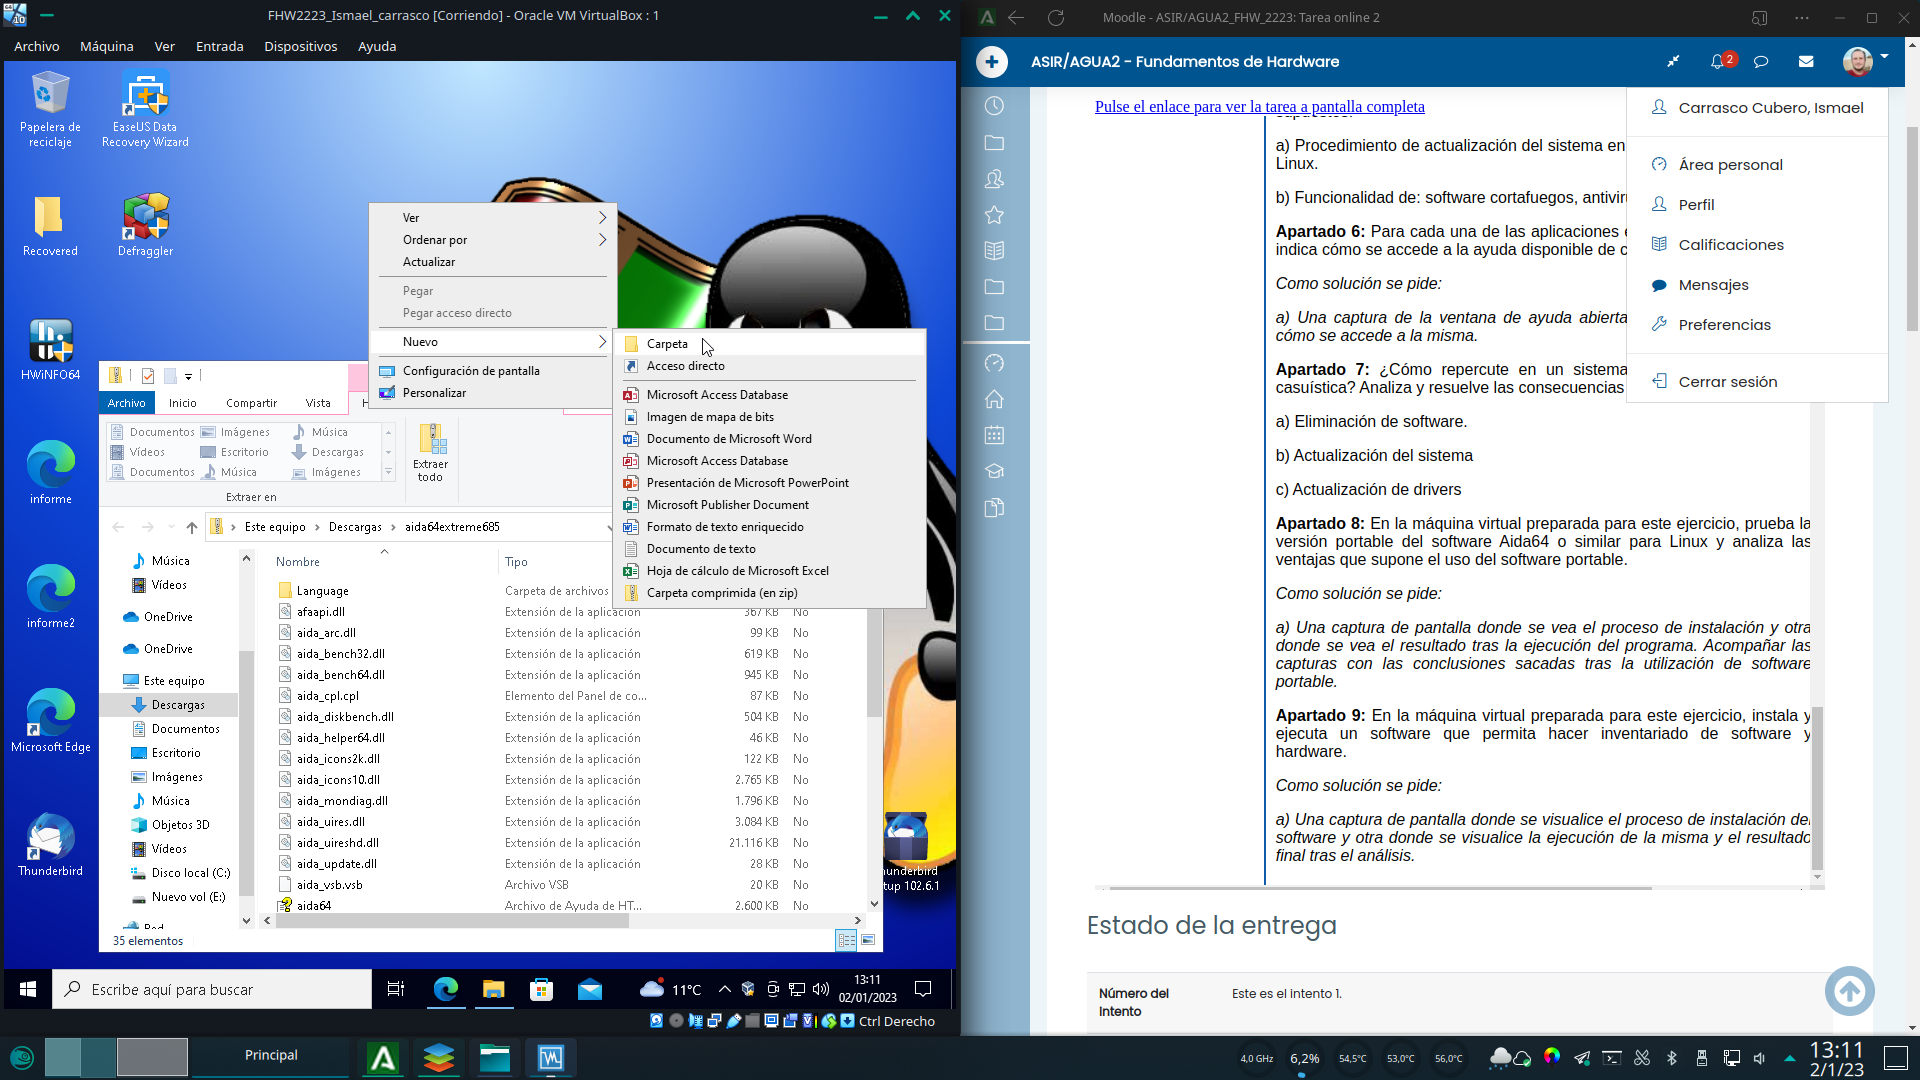 FHW2223_Ismael_carrasco [Corriendo] - Oracle VM VirtualBox : 1
Archivo Máquina Ver Entrada Dispositivos Ayuda
Papelera de reciclaje
EaseUS Data Recovery Wizard
Recovered
Defraggler
HWiNFO64
informe
informe2
Microsoft Edge
Thunderbird
Ver
Ordenar por
Actualizar
Pegar
Pegar acceso directo
Nuevo
Configuración de pantalla
Personalizar
Carpeta
Acceso directo
Microsoft Access Database
Imagen de mapa de bits
Documento de Microsoft Word
Microsoft Access Database
Presentación de Microsoft PowerPoint
Microsoft Publisher Document
Formato de texto enriquecido
Documento de texto
Hoja de cálculo de Microsoft Excel
Carpeta comprimida (en zip)
Archivo Inicio Compartir Vista
Documentos Imágenes Música
Vídeos Escritorio Descargas
Documentos Música Imágenes
Extraer en
Extraer todo
Este equipo > Descargas > aida64extreme685
Música
Vídeos
OneDrive
OneDrive
Este equipo
Descargas
Documentos
Escritorio
Imágenes
Música
Objetos 3D
Vídeos
Disco local (C:)
Nuevo vol (E:)
Red
Nombre Tipo
Language Carpeta de archivos
afaapi.dll Extensión de la aplicación 367 KB No
aida_arc.dll Extensión de la aplicación 99 KB No
aida_bench32.dll Extensión de la aplicación 619 KB No
aida_bench64.dll Extensión de la aplicación 945 KB No
aida_cpl.cpl Elemento del Panel de co... 87 KB No
aida_diskbench.dll Extensión de la aplicación 504 KB No
aida_helper64.dll Extensión de la aplicación 46 KB No
aida_icons2k.dll Extensión de la aplicación 122 KB No
aida_icons10.dll Extensión de la aplicación 2.765 KB No
aida_mondiag.dll Extensión de la aplicación 1.796 KB No
aida_uires.dll Extensión de la aplicación 3.084 KB No
aida_uireshd.dll Extensión de la aplicación 21.116 KB No
aida_update.dll Extensión de la aplicación 28 KB No
aida_vsb.vsb Archivo VSB 20 KB No
aida64 Archivo de Ayuda de HT... 2.600 KB No
35 elementos
underbird
tup 102.6.1
Escribe aquí para buscar
11°C
13:11
02/01/2023
Ctrl Derecho
Moodle - ASIR/AGUA2_FHW_2223: Tarea online 2
ASIR/AGUA2 - Fundamentos de Hardware
2
Pulse el enlace para ver la tarea a pantalla completa
supuestos:
a) Procedimiento de actualización del sistema en
Linux.
b) Funcionalidad de: software cortafuegos, antiviru
Apartado 6: Para cada una de las aplicaciones
indica cómo se accede a la ayuda disponible de c
Como solución se pide:
a) Una captura de la ventana de ayuda abierta
cómo se accede a la misma.
Apartado 7: ¿Cómo repercute en un sistema
casuística? Analiza y resuelve las consecuencias
a) Eliminación de software.
b) Actualización del sistema
c) Actualización de drivers
Apartado 8: En la máquina virtual preparada para este ejercicio, prueba la
versión portable del software Aida64 o similar para Linux y analiza las
ventajas que supone el uso del software portable.
Como solución se pide:
a) Una captura de pantalla donde se vea el proceso de instalación y otra
donde se vea el resultado tras la ejecución del programa. Acompañar las
capturas con las conclusiones sacadas tras la utilización de software
portable.
Apartado 9: En la máquina virtual preparada para este ejercicio, instala y
ejecuta un software que permita hacer inventariado de software y
hardware.
Como solución se pide:
a) Una captura de pantalla donde se visualice el proceso de instalación del
software y otra donde se visualice la ejecución de la misma y el resultado
final tras el análisis.
Carrasco Cubero, Ismael
Área personal
Perfil
Calificaciones
Mensajes
Preferencias
Cerrar sesión
Estado de la entrega
Número del Intento
Este es el intento 1.
Principal
4,0 GHz 6,2% 54,5°C 53,0°C 56,0°C
13:11
2/1/23